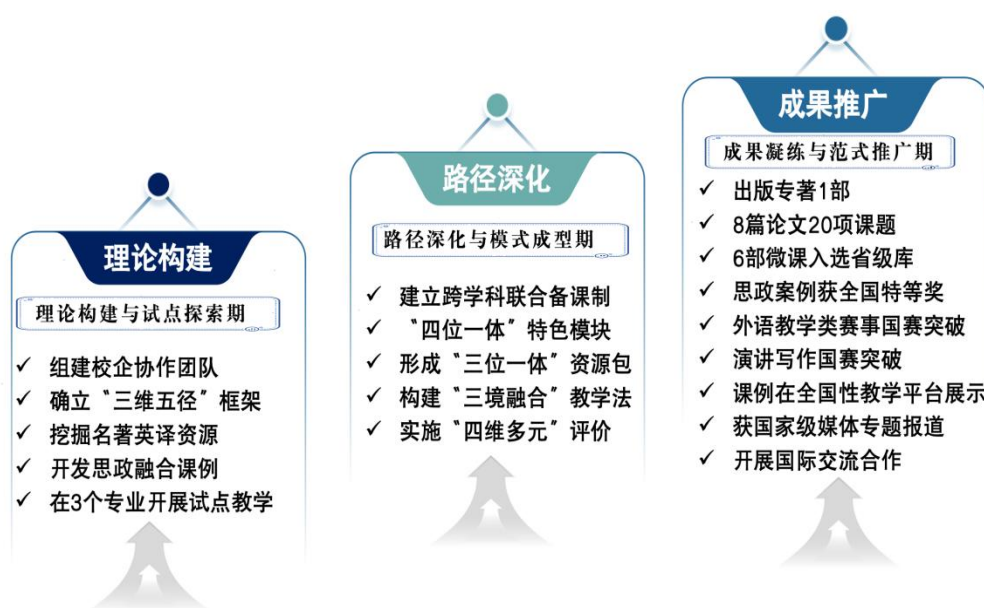 理论构建
理论构建与试点探索期
✓ 组建校企协作团队
✓ 确立“三维五径”框架
✓ 挖掘名著英译资源
✓ 开发思政融合课例
✓ 在3个专业开展试点教学
路径深化
路径深化与模式成型期
✓ 建立跨学科联合备课制
✓ “四位一体”特色模块
✓ 形成“三位一体”资源包
✓ 构建“三境融合”教学法
✓ 实施“四维多元”评价
成果推广
成果凝练与范式推广期
✓ 出版专著1部
✓ 8篇论文20项课题
✓ 6部微课入选省级库
✓ 思政案例获全国特等奖
✓ 外语教学类赛事国赛突破
✓ 演讲写作国赛突破
✓ 课例在全国性教学平台展示
✓ 获国家级媒体专题报道
✓ 开展国际交流合作